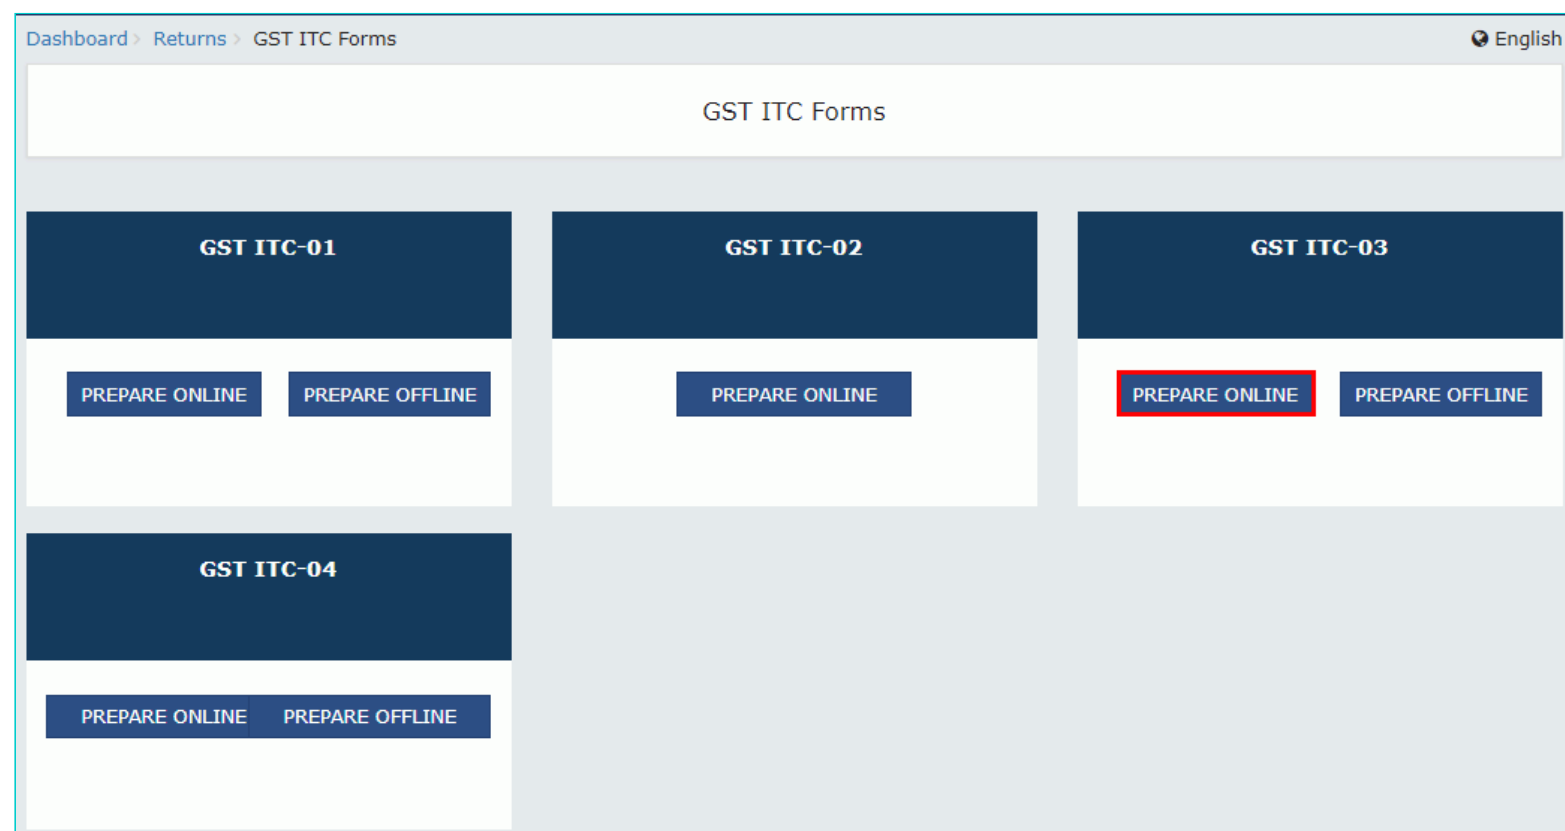 Dashboard > Returns > GST ITC Forms
English
GST ITC Forms
GST ITC-01
GST ITC-02
GST ITC-03
PREPARE ONLINE
PREPARE OFFLINE
PREPARE ONLINE
PREPARE ONLINE
PREPARE OFFLINE
GST ITC-04
PREPARE ONLINE
PREPARE OFFLINE